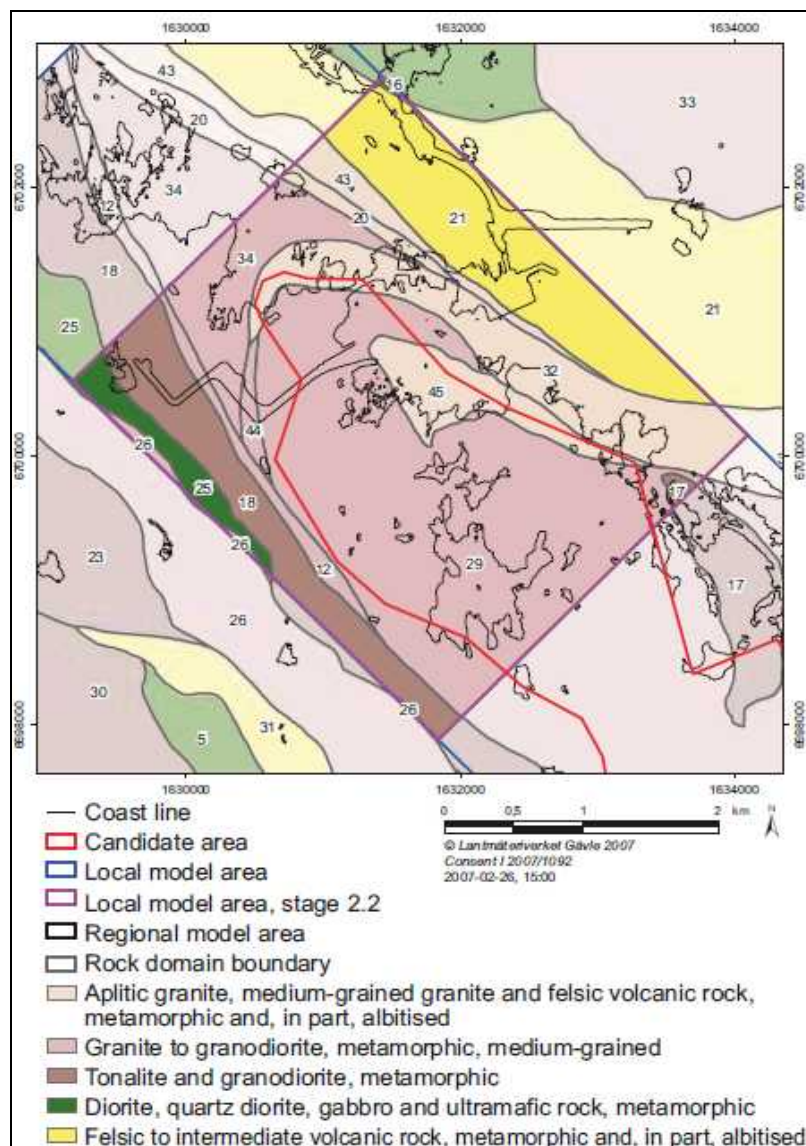 1630000 1632000 1634000
43 16 33
20
6702000 34 43 6702000
12 20 21
18 34
25 21
32
45
6700000 26 44 6700000
25 18 17
26
23 12 29 17
26
30 26
6698000 5 31 6698000
1630000 1632000 1634000
Coast line
Candidate area
Local model area
Local model area, stage 2.2
Regional model area
Rock domain boundary
Aplitic granite, medium-grained granite and felsic volcanic rock,
metamorphic and, in part, albitised
Granite to granodiorite, metamorphic, medium-grained
Tonalite and granodiorite, metamorphic
Diorite, quartz diorite, gabbro and ultramafic rock, metamorphic
Felsic to intermediate volcanic rock, metamorphic and, in part, albitised
0 0,5 1 2 km N
© Lantmäteriverket Gävle 2007
Consent I 2007/1092
2007-02-26, 15:00